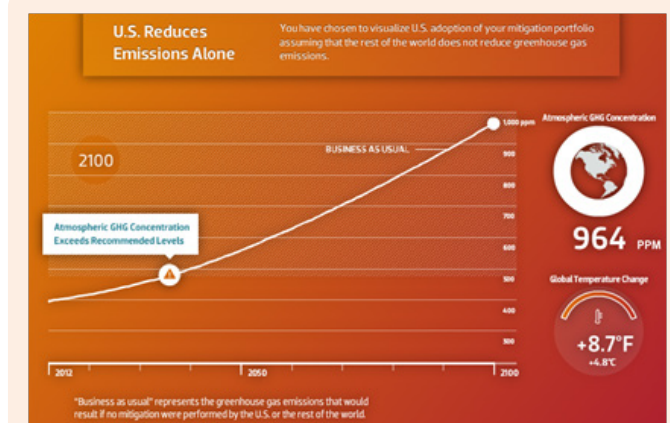 U.S. Reduces
Emissions Alone
You have chosen to visualize U.S. adoption of your mitigation portfolio
assuming that the rest of the world does not reduce greenhouse gas
emissions.
2100
BUSINESS AS USUAL
Atmospheric GHG Concentration
Exceeds Recommended Levels
1,000 ppm
900
800
700
600
500
400
300
2012
2050
2100
Atmospheric GHG Concentration
964 PPM
Global Temperature Change
+8.7°F
+4.8°C
"Business as usual" represents the greenhouse gas emissions that would
result if no mitigation were performed by the U.S. or the rest of the world.